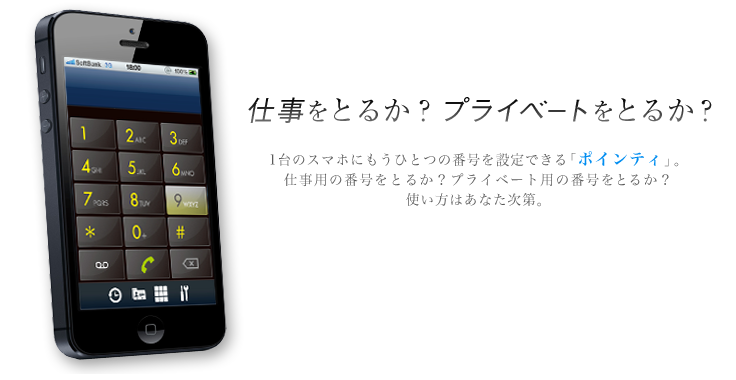 SoftBank 3G 18:00 100%
1 2ABC 3DEF
4GHI 5JKL 6MNO
7PQRS 8TUV 9WXYZ
* 0+ #
仕事をとるか？プライベートをとるか？
1台のスマホにもうひとつの番号を設定できる「ポインティ」。
仕事用の番号をとるか？プライベート用の番号をとるか？
使い方はあなた次第。